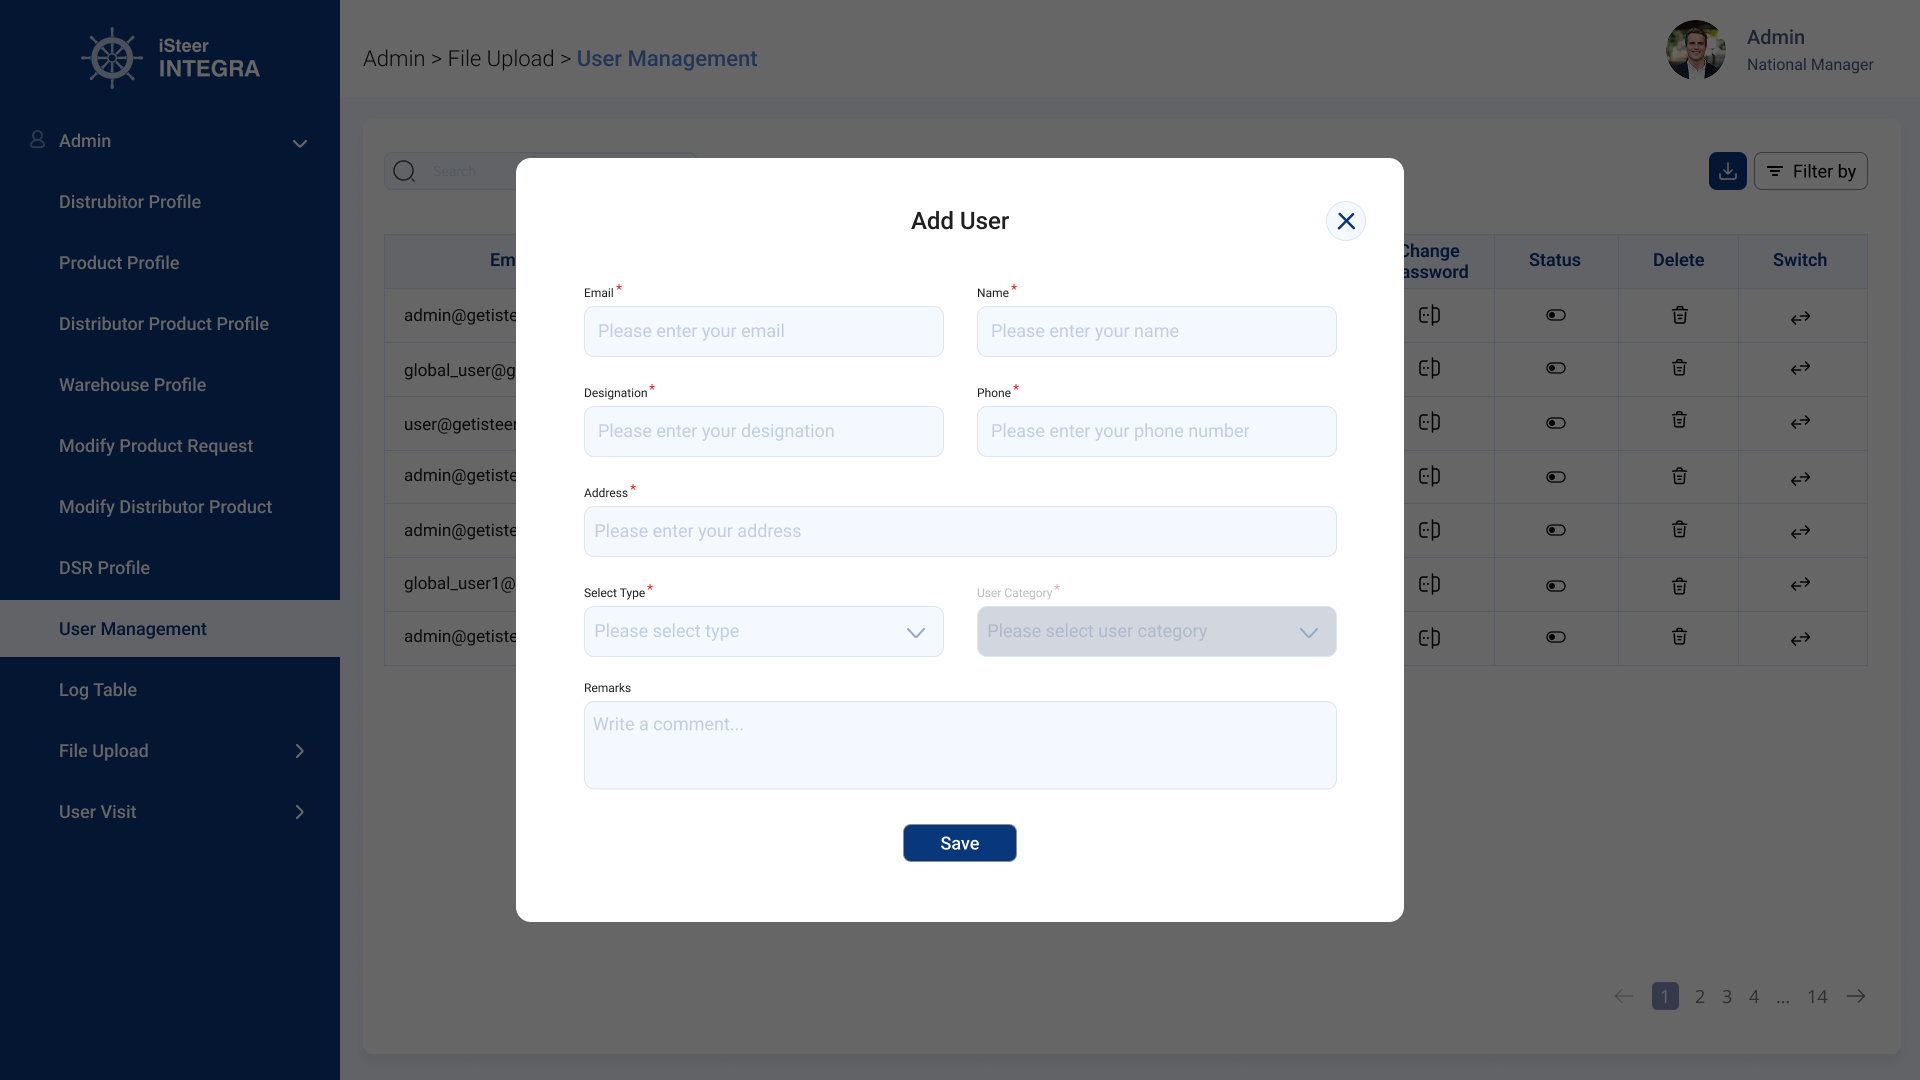 iSteer
INTEGRA
Admin > File Upload > User Management
Admin
National Manager
Admin
Distrubitor Profile
Product Profile
Distributor Product Profile
Warehouse Profile
Modify Product Request
Modify Distributor Product
DSR Profile
User Management
Log Table
File Upload
User Visit
Search
Filter by
Em
Change
assword
Status
Delete
Switch
admin@getiste
global_user@g
user@getisteer
admin@getiste
admin@getiste
global_user1@
admin@getiste
Add User
Email*
Name*
Please enter your email
Please enter your name
Designation*
Phone*
Please enter your designation
Please enter your phone number
Address*
Please enter your address
Select Type*
User Category*
Please select type
Please select user category
Remarks
Write a comment...
Save
1 2 3 4 ... 14